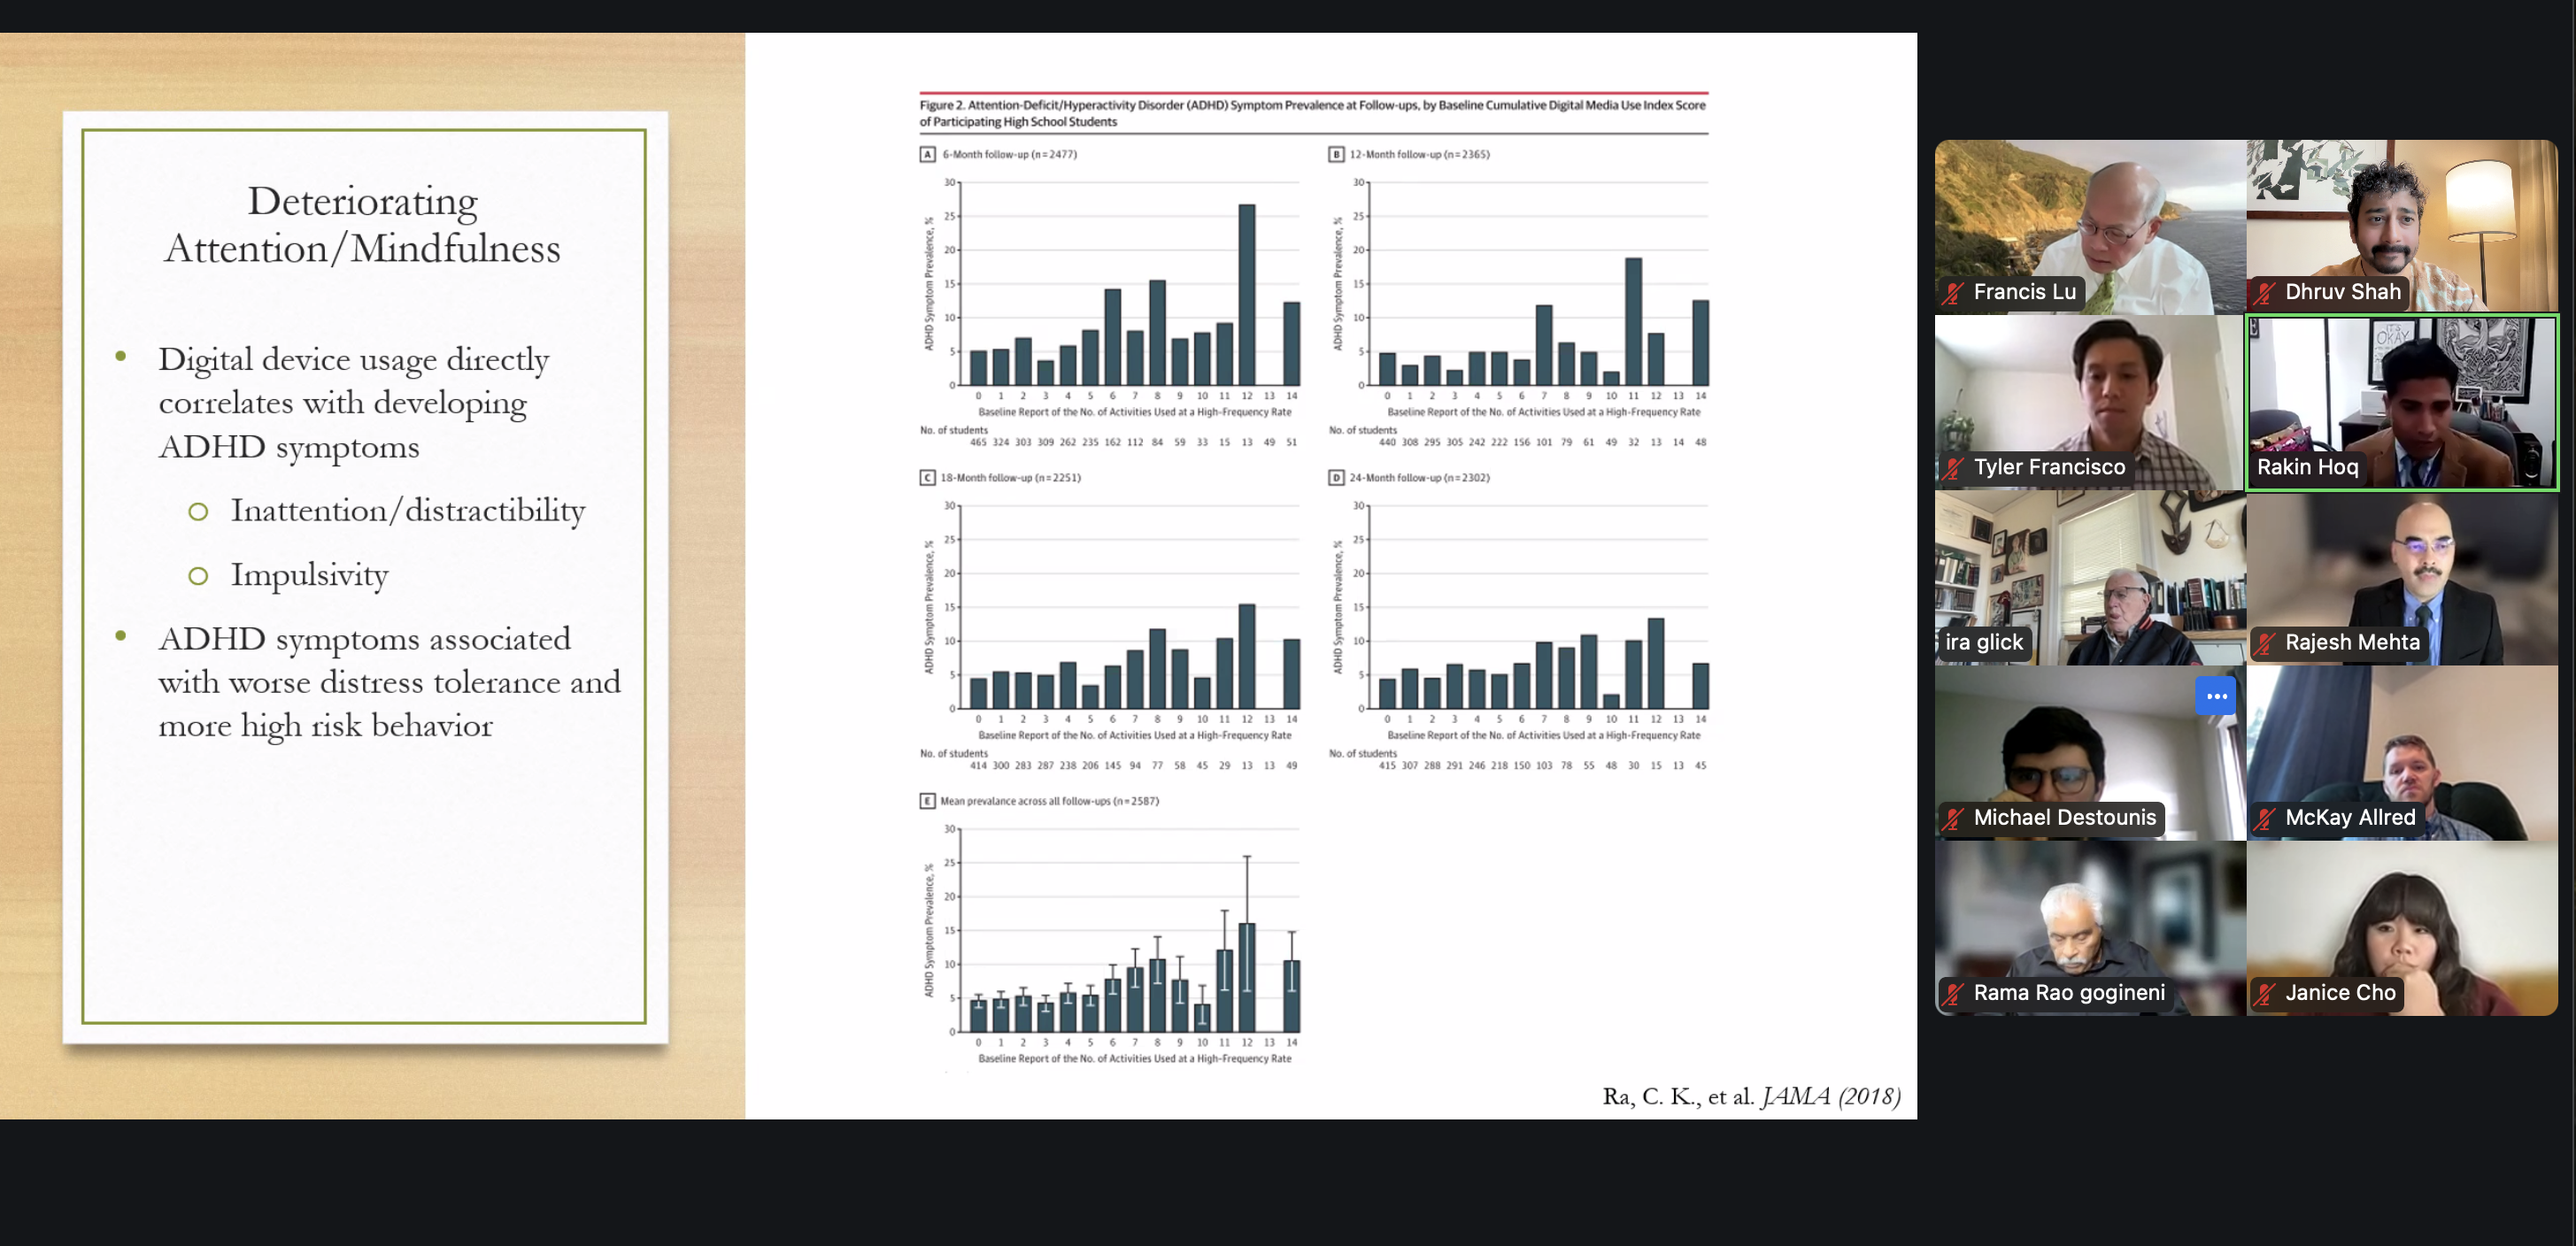 Deteriorating
Attention/Mindfulness
Digital device usage directly
correlates with developing
ADHD symptoms
Inattention/distractibility
Impulsivity
ADHD symptoms associated
with worse distress tolerance and
more high risk behavior
Figure 2. Attention-Deficit/Hyperactivity Disorder (ADHD) Symptom Prevalence at Follow-ups, by Baseline Cumulative Digital Media Use Index Score
of Participating High School Students
A 6-Month follow-up (n=2477)
ADHD Symptom Prevalence, %
30
25
20
15
10
5
0
0 1 2 3 4 5 6 7 8 9 10 11 12 13 14
Baseline Report of the No. of Activities Used at a High-Frequency Rate
No. of students
465 324 303 309 262 235 162 112 84 59 33 15 13 49 51
B 12-Month follow-up (n=2365)
ADHD Symptom Prevalence, %
30
25
20
15
10
5
0
0 1 2 3 4 5 6 7 8 9 10 11 12 13 14
Baseline Report of the No. of Activities Used at a High-Frequency Rate
No. of students
440 308 295 305 242 222 156 101 79 61 49 32 13 14 48
C 18-Month follow-up (n=2251)
ADHD Symptom Prevalence, %
30
25
20
15
10
5
0
0 1 2 3 4 5 6 7 8 9 10 11 12 13 14
Baseline Report of the No. of Activities Used at a High-Frequency Rate
No. of students
414 300 283 287 238 206 145 94 77 58 45 29 13 13 49
D 24-Month follow-up (n=2302)
ADHD Symptom Prevalence, %
30
25
20
15
10
5
0
0 1 2 3 4 5 6 7 8 9 10 11 12 13 14
Baseline Report of the No. of Activities Used at a High-Frequency Rate
No. of students
415 307 288 291 246 218 150 103 78 55 48 30 15 13 45
E Mean prevalance across all follow-ups (n=2587)
ADHD Symptom Prevalence, %
30
25
20
15
10
5
0
0 1 2 3 4 5 6 7 8 9 10 11 12 13 14
Baseline Report of the No. of Activities Used at a High-Frequency Rate
Ra, C. K., et al. JAMA (2018)
Francis Lu
Dhruv Shah
Tyler Francisco
IT'S
OKAY
Rakin Hoq
ira glick
Rajesh Mehta
Michael Destounis
McKay Allred
Rama Rao gogineni
Janice Cho